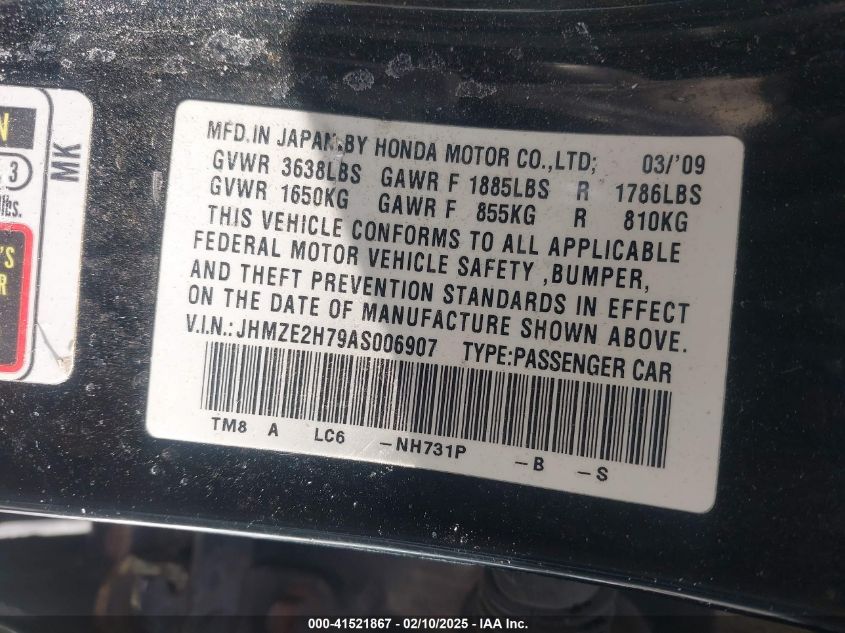 N
3
lbs.
'S
R
MK
MFD.IN JAPAN BY HONDA MOTOR CO.,LTD; 03/'09
GVWR 3638LBS GAWR F 1885LBS R 1786LBS
GVWR 1650KG GAWR F 855KG R 810KG
THIS VEHICLE CONFORMS TO ALL APPLICABLE
FEDERAL MOTOR VEHICLE SAFETY ,BUMPER,
AND THEFT PREVENTION STANDARDS IN EFFECT
ON THE DATE OF MANUFACTURE SHOWN ABOVE.
V.I.N.:JHMZE2H79AS006907 TYPE:PASSENGER CAR
TM8 A LC6 -NH731P -B -S
000-41521867 — 02/10/2025 — IAA Inc.